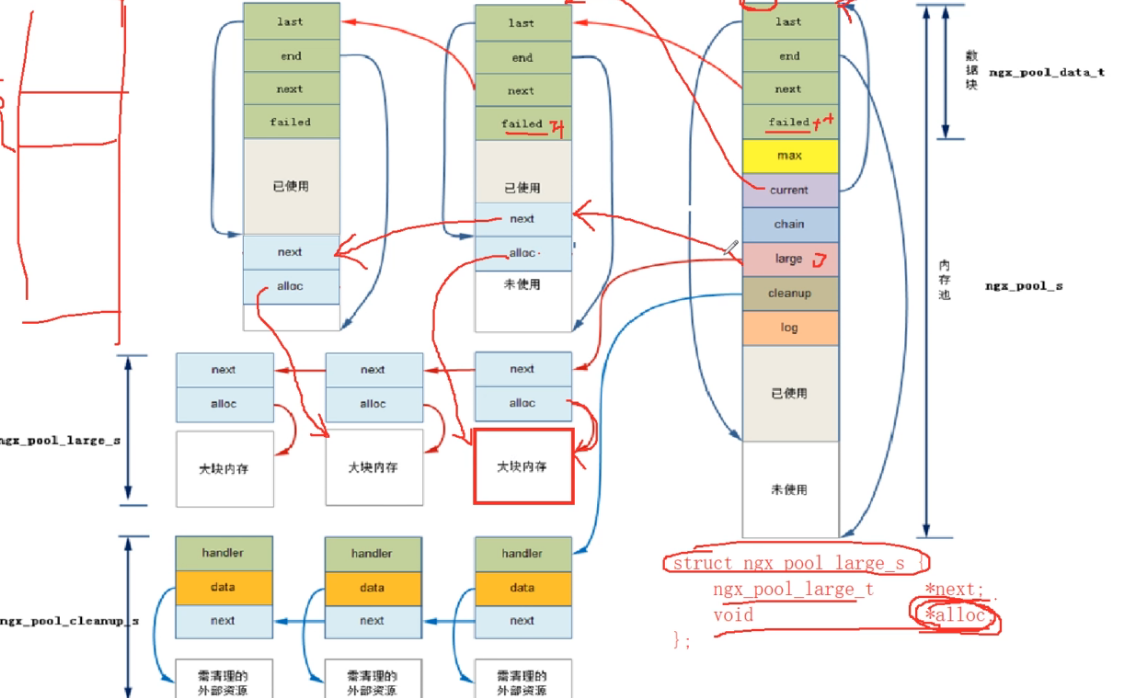 last
end
next
failed
已使用
next
alloc
last
end
next
failed 4
已使用
next
alloc
未使用
last
end
next
failed ++
max
current
chain
large
cleanup
log
已使用
未使用
数据块
ngx_pool_data_t
内存池
ngx_pool_s
next
alloc
大块内存
next
alloc
大块内存
next
alloc
大块内存
ngx_pool_large_s
handler
data
next
需清理的
外部资源
handler
data
next
需清理的
外部资源
handler
data
next
需清理的
外部资源
ngx_pool_cleanup_s
struct ngx_pool_large_s {
ngx_pool_large_t *next;
void *alloc;
};